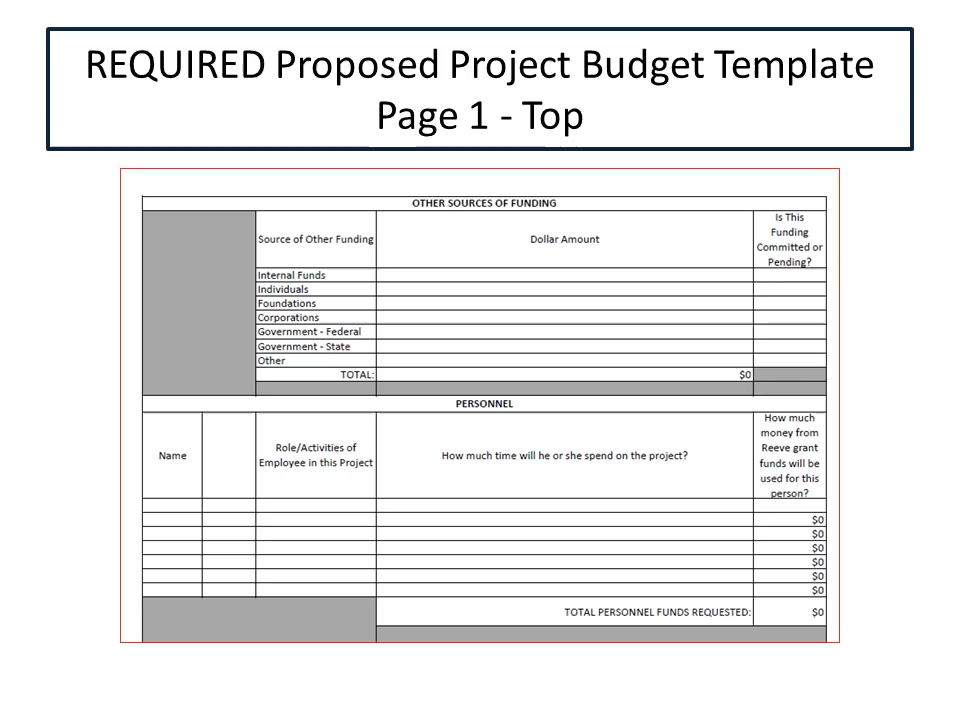 REQUIRED Proposed Project Budget Template
Page 1 - Top
OTHER SOURCES OF FUNDING
Source of Other Funding
Dollar Amount
Is This
Funding
Committed or
Pending?
Internal Funds
Individuals
Foundations
Corporations
Government - Federal
Government - State
Other
TOTAL:
$0
PERSONNEL
Name
Role/Activities of
Employee in this Project
How much time will he or she spend on the project?
How much
money from
Reeve grant
funds will be
used for this
person?
$0
$0
$0
$0
$0
$0
TOTAL PERSONNEL FUNDS REQUESTED:
$0